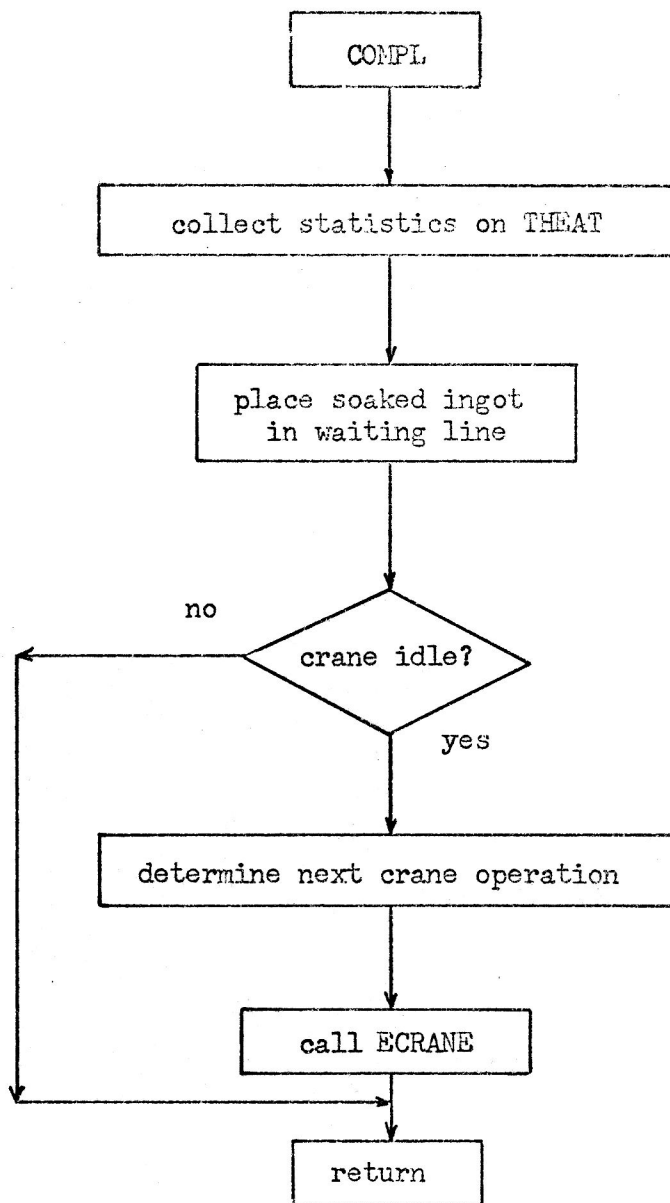 COMPL
collect statistics on THEAT
place soaked ingot
in waiting line
no
crane idle?
yes
determine next crane operation
call ECRANE
return